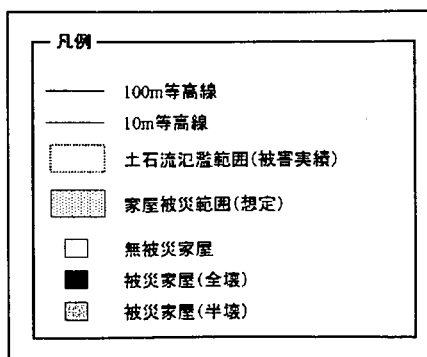 凡例
100m等高線
10m等高線
土石流氾濫範囲(被害実績)
家屋被災範囲(想定)
無被災家屋
被災家屋(全壊)
被災家屋(半壊)